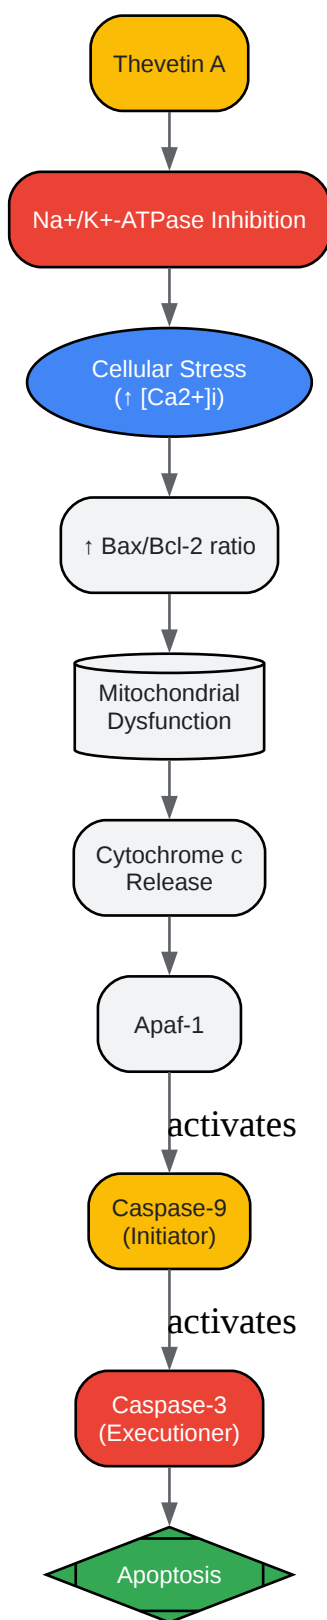 Thevetin A
Na+/K+-ATPase Inhibition
Cellular Stress
(↑ [Ca2+]i)
↑ Bax/Bcl-2 ratio
Mitochondrial
Dysfunction
Cytochrome c
Release
Apaf-1
activates
Caspase-9
(Initiator)
activates
Caspase-3
(Executioner)
Apoptosis